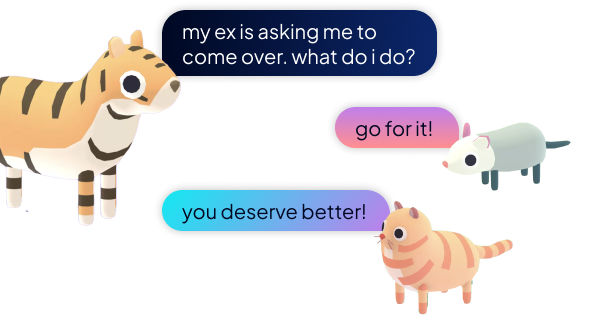 my ex is asking me to
come over. what do i do?
go for it!
you deserve better!